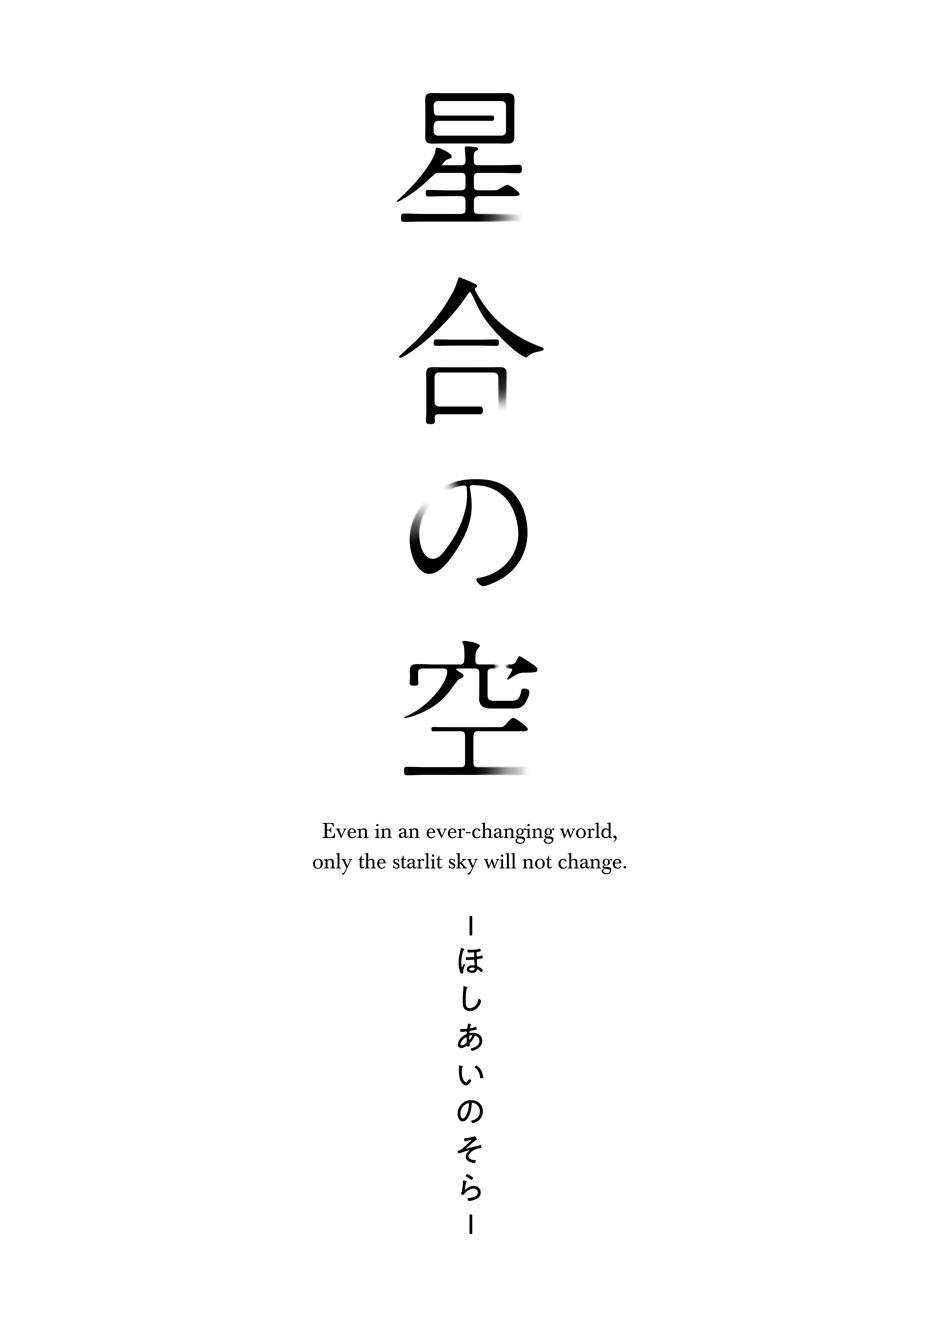 星合の空
Even in an ever-changing world,
only the starlit sky will not change.
ーほしあいのそらー